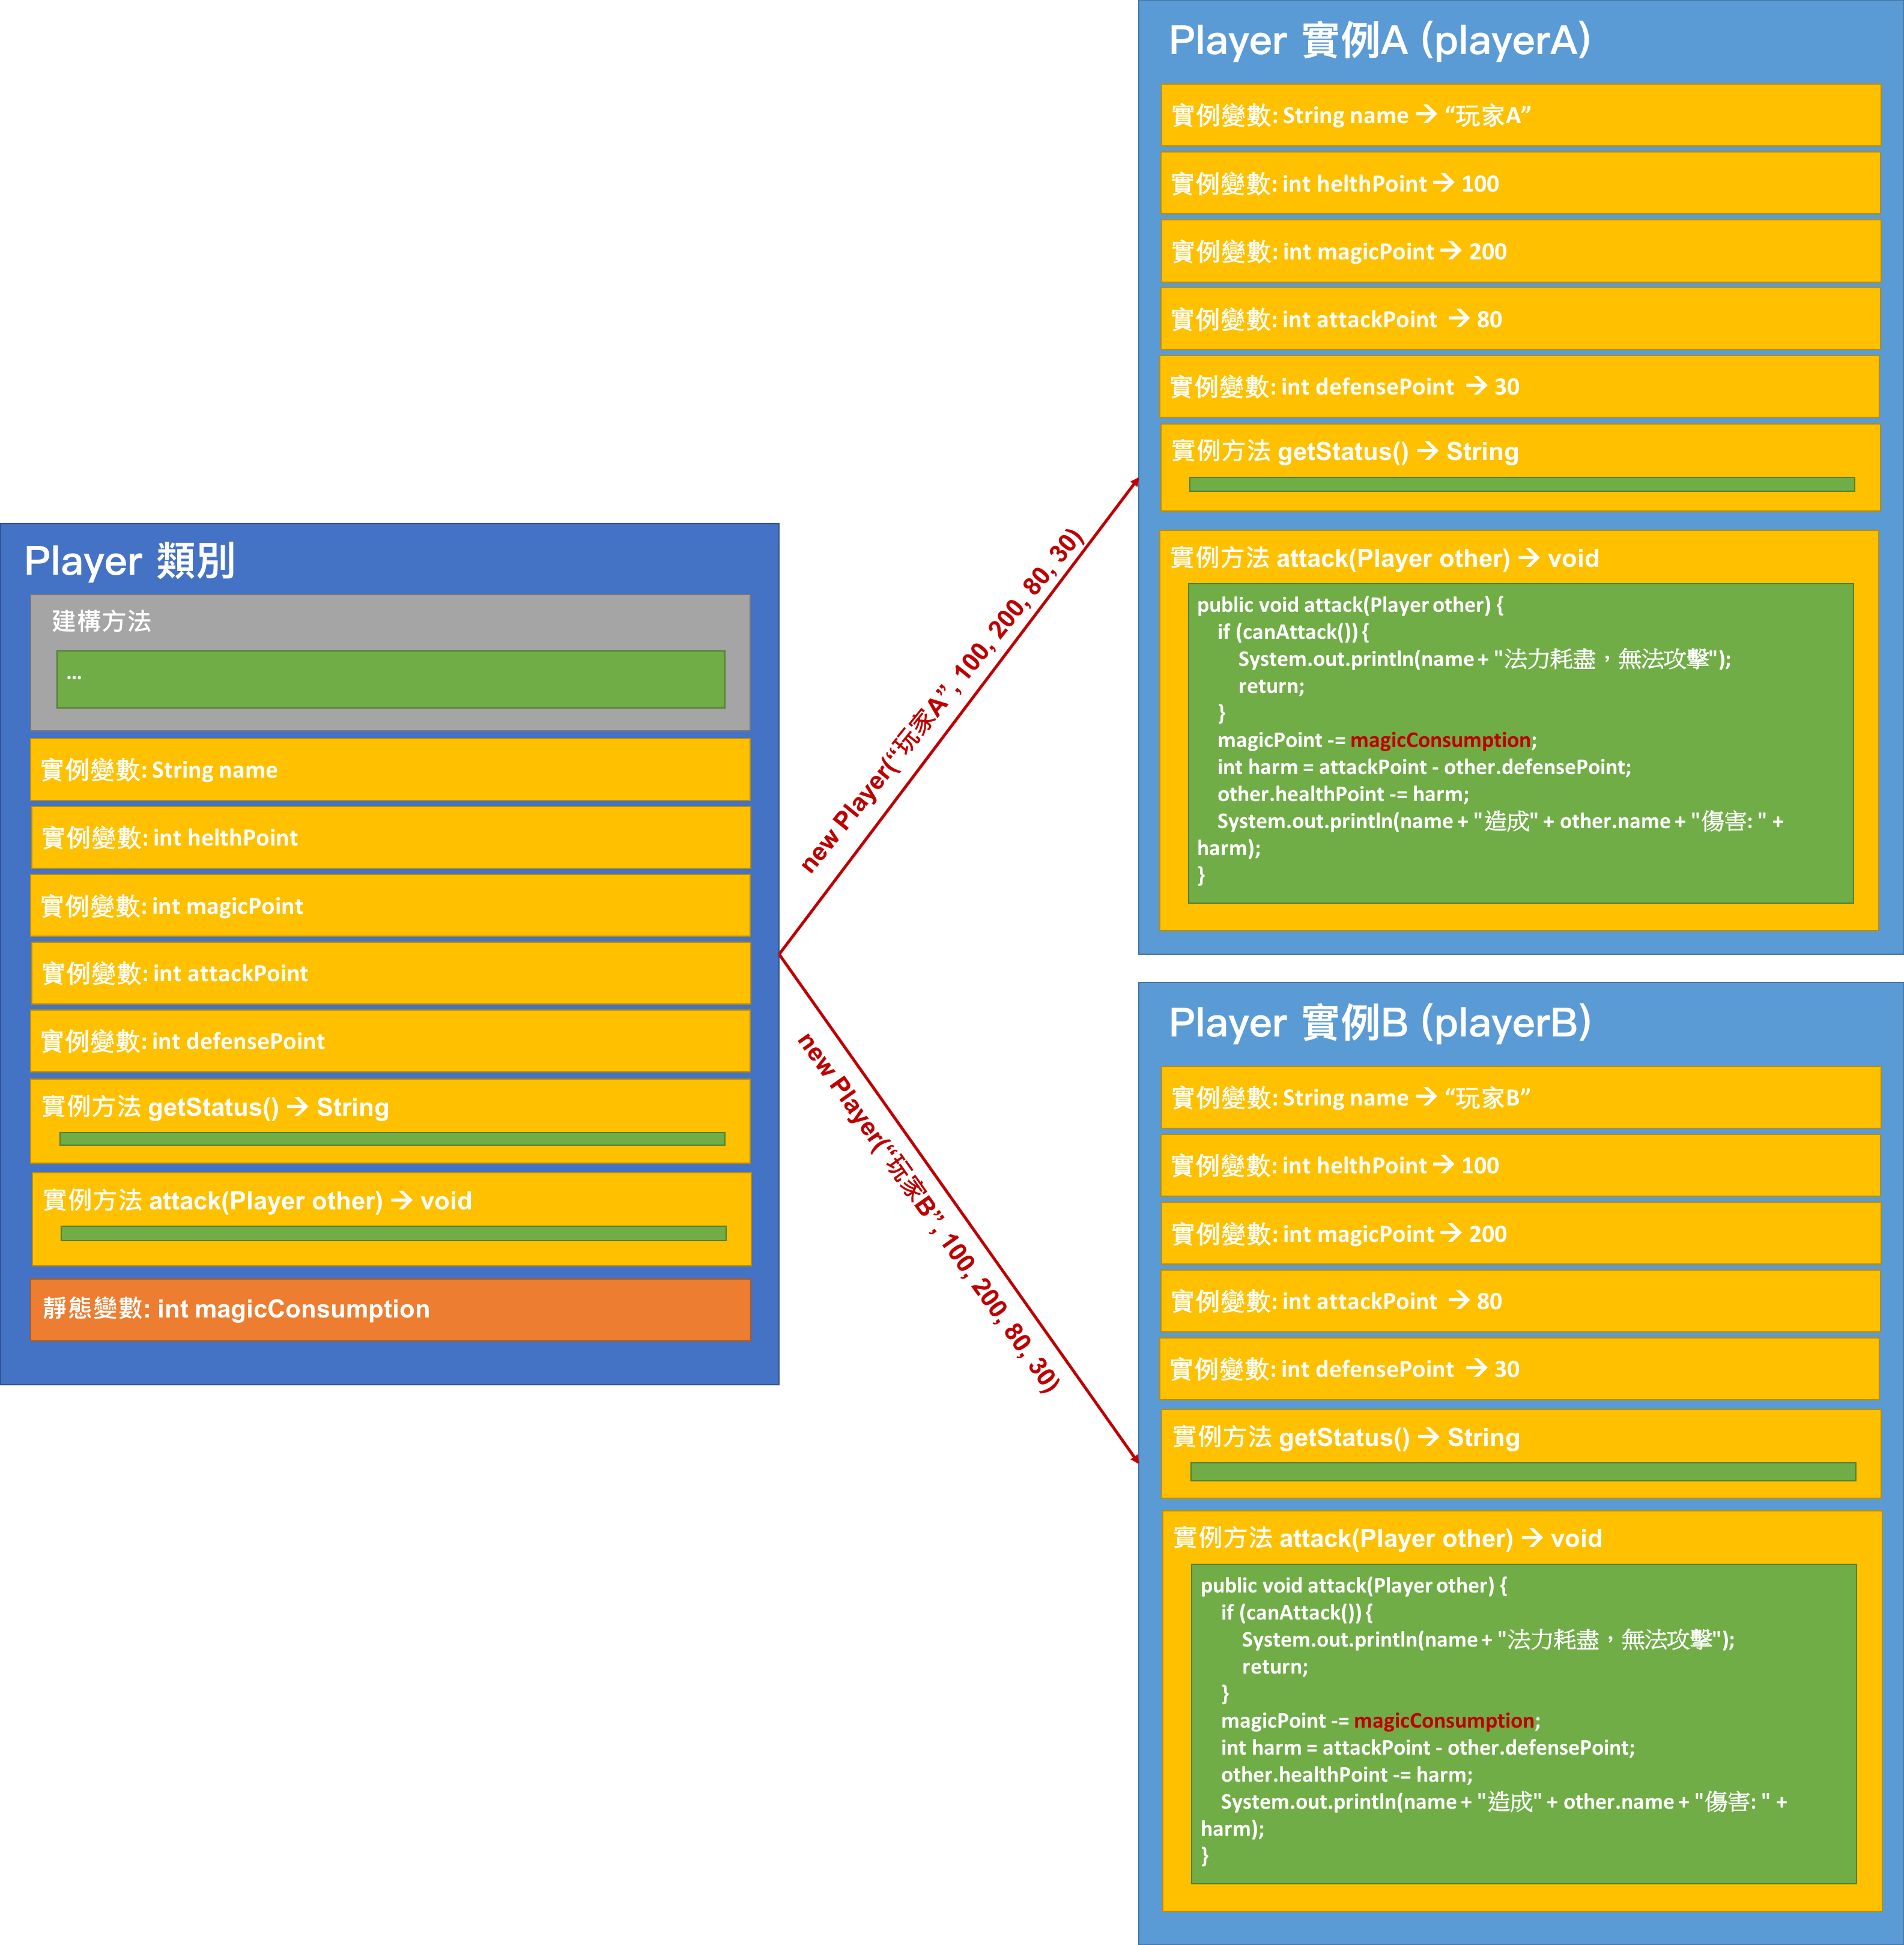 Player 類別
建構方法
...
實例變數: String name
實例變數: int helthPoint
實例變數: int magicPoint
實例變數: int attackPoint
實例變數: int defensePoint
實例方法 getStatus() → String
實例方法 attack(Player other) → void
靜態變數: int magicConsumption
new Player(“玩家A”, 100, 200, 80, 30)
new Player(“玩家B”, 100, 200, 80, 30)
Player 實例A (playerA)
實例變數: String name → “玩家A”
實例變數: int helthPoint → 100
實例變數: int magicPoint → 200
實例變數: int attackPoint → 80
實例變數: int defensePoint → 30
實例方法 getStatus() → String
實例方法 attack(Player other) → void
public void attack(Player other) {
if (canAttack()) {
System.out.println(name + "法力耗盡，無法攻擊");
return;
}
magicPoint -= magicConsumption;
int harm = attackPoint - other.defensePoint;
other.healthPoint -= harm;
System.out.println(name + "造成" + other.name + "傷害: " +
harm);
}
Player 實例B (playerB)
實例變數: String name → “玩家B”
實例變數: int helthPoint → 100
實例變數: int magicPoint → 200
實例變數: int attackPoint → 80
實例變數: int defensePoint → 30
實例方法 getStatus() → String
實例方法 attack(Player other) → void
public void attack(Player other) {
if (canAttack()) {
System.out.println(name + "法力耗盡，無法攻擊");
return;
}
magicPoint -= magicConsumption;
int harm = attackPoint - other.defensePoint;
other.healthPoint -= harm;
System.out.println(name + "造成" + other.name + "傷害: " +
harm);
}